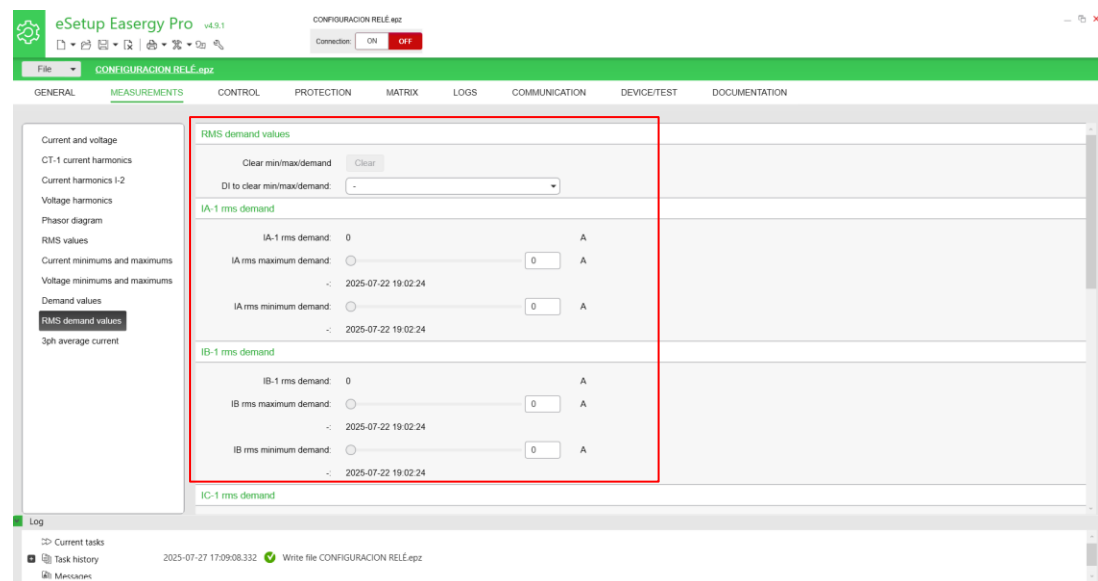 eSetup Easergy Pro v4.9.1
CONFIGURACION RELÉ.epz
Connection: ON OFF
File CONFIGURACION RELÉ.epz
GENERAL MEASUREMENTS CONTROL PROTECTION MATRIX LOGS COMMUNICATION DEVICE/TEST DOCUMENTATION
Current and voltage
CT-1 current harmonics
Current harmonics I-2
Voltage harmonics
Phasor diagram
RMS values
Current minimums and maximums
Voltage minimums and maximums
Demand values
RMS demand values
3ph average current
RMS demand values
Clear min/max/demand Clear
DI to clear min/max/demand: -
IA-1 rms demand
IA-1 rms demand: 0 A
IA rms maximum demand: 0 A
-: 2025-07-22 19:02:24
IA rms minimum demand: 0 A
-: 2025-07-22 19:02:24
IB-1 rms demand
IB-1 rms demand: 0 A
IB rms maximum demand: 0 A
-: 2025-07-22 19:02:24
IB rms minimum demand: 0 A
-: 2025-07-22 19:02:24
IC-1 rms demand
Log
Current tasks
Task history 2025-07-27 17:09:08.332 Write file CONFIGURACION RELÉ.epz
Messages